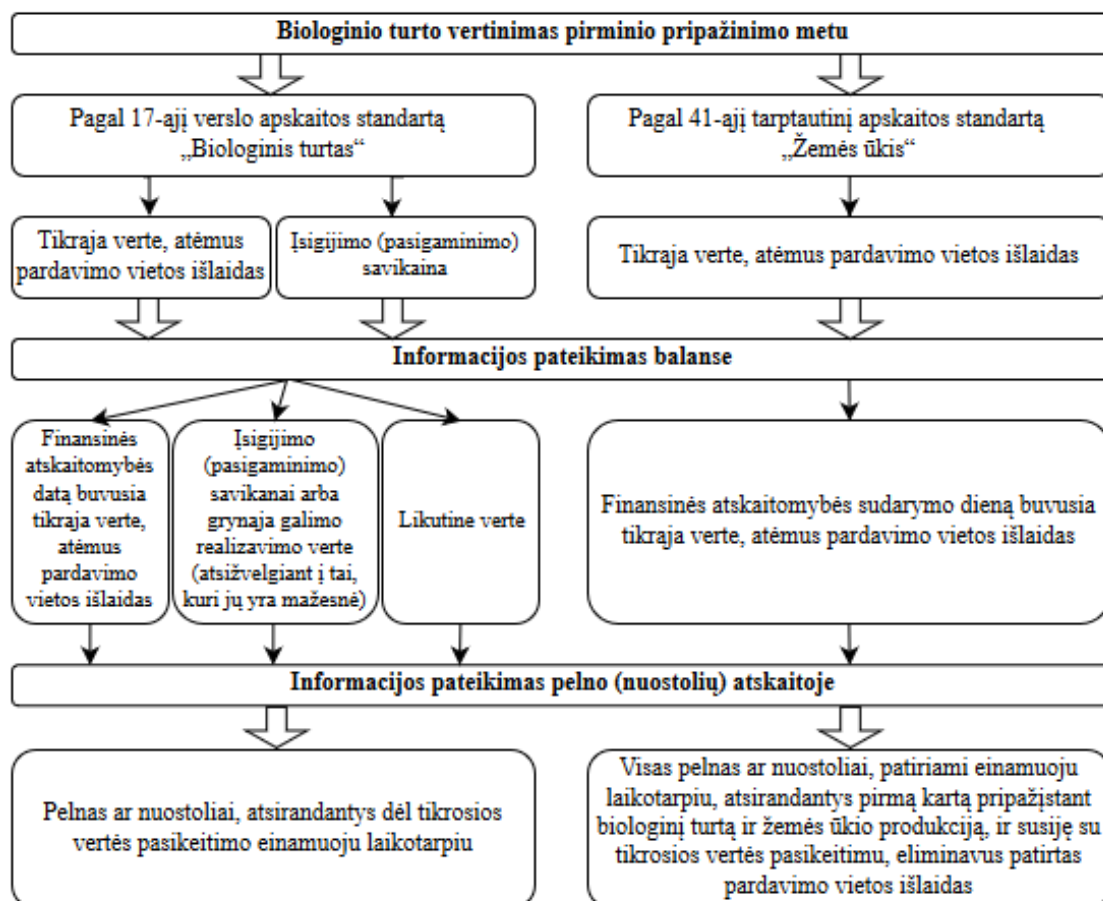 Biologinio turto vertinimas pirminio pripažinimo metu
Pagal 17-ąjį verslo apskaitos standartą
„Biologinis turtas“
Pagal 41-ąjį tarptautinį apskaitos standartą
„Žemės ūkis“
Tikrąja verte, atėmus
pardavimo vietos išlaidas
Įsigijimo (pasigaminimo)
savikaina
Tikrąja verte, atėmus pardavimo vietos išlaidas
Informacijos pateikimas balanse
Finansinės
atskaitomybės
datą buvusia
tikrąja verte,
atėmus
pardavimo
vietos išlaidas
Įsigijimo
(pasigaminimo)
savikanai arba
grynąja galimo
realizavimo verte
(atsižvelgiant į tai,
kuri jų yra mažesnė)
Likutine verte
Finansinės atskaitomybės sudarymo dieną buvusia
tikrąja verte, atėmus pardavimo vietos išlaidas
Informacijos pateikimas pelno (nuostolių) atskaitoje
Pelnas ar nuostoliai, atsirandantys dėl tikrosios
vertės pasikeitimo einamuoju laikotarpiu
Visas pelnas ar nuostoliai, patiriami einamuoju
laikotarpiu, atsirandantys pirmą kartą pripažįstant
biologinį turtą ir žemės ūkio produkciją, ir susiję su
tikrosios vertės pasikeitimu, eliminavus patirtas
pardavimo vietos išlaidas